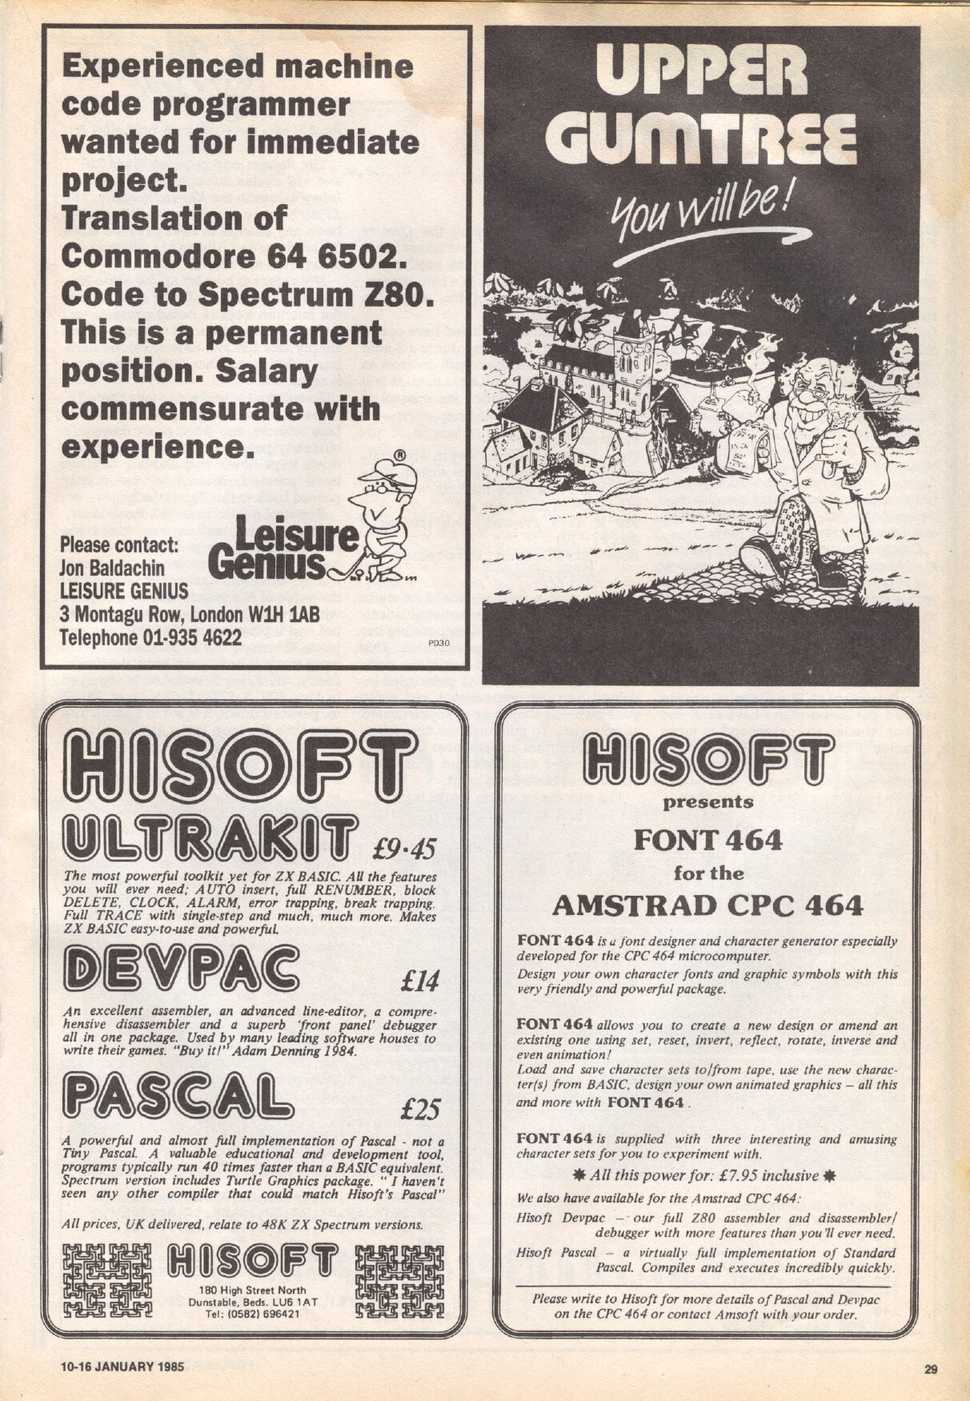 Experienced machine
code programmer
wanted for immediate
project.
Translation of
Commodore 64 6502.
Code to Spectrum Z80.
This is a permanent
position. Salary
commensurate with
experience.
®
Leisure
Genius
Please contact:
Jon Baldachin
LEISURE GENIUS
3 Montagu Row, London W1H 1AB
Telephone 01-935 4622
PD30
UPPER
GUMTREE
You will be!
HISOFT
ULTRAKIT £9·45
The most powerful toolkit yet for ZX BASIC. All the features
you will ever need; AUTO insert, full RENUMBER, block
DELETE, CLOCK, ALARM, error trapping, break trapping.
Full TRACE with single-step and much, much more. Makes
ZX BASIC easy-to-use and powerful.
DEVPAC £14
An excellent assembler, an advanced line-editor, a compre-
hensive disassembler and a superb 'front panel' debugger
all in one package. Used by many leading software houses to
write their games. "Buy it!" Adam Denning 1984.
PASCAL £25
A powerful and almost full implementation of Pascal - not a
Tiny Pascal. A valuable educational and development tool,
programs typically run 40 times faster than a BASIC equivalent.
Spectrum version includes Turtle Graphics package. "I haven't
seen any other compiler that could match Hisoft's Pascal"
All prices, UK delivered, relate to 48K ZX Spectrum versions.
HISOFT
180 High Street North
Dunstable, Beds. LU6 1AT
Tel: (0582) 696421
HISOFT
presents
FONT 464
for the
AMSTRAD CPC 464
FONT 464 is a font designer and character generator especially
developed for the CPC 464 microcomputer.
Design your own character fonts and graphic symbols with this
very friendly and powerful package.
FONT 464 allows you to create a new design or amend an
existing one using set, reset, invert, reflect, rotate, inverse and
even animation!
Load and save character sets to/from tape, use the new charac-
ter(s) from BASIC, design your own animated graphics – all this
and more with FONT 464.
FONT 464 is supplied with three interesting and amusing
character sets for you to experiment with.
✸ All this power for: £7.95 inclusive ✸
We also have available for the Amstrad CPC 464:
Hisoft Devpac – our full Z80 assembler and disassembler/
debugger with more features than you'll ever need.
Hisoft Pascal – a virtually full implementation of Standard
Pascal. Compiles and executes incredibly quickly.
Please write to Hisoft for more details of Pascal and Devpac
on the CPC 464 or contact Amsoft with your order.
10-16 JANUARY 1985
29